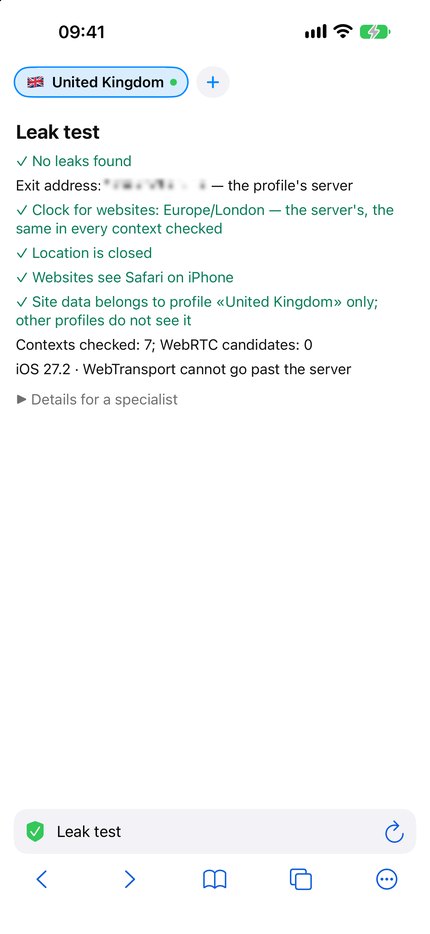 09:41
United Kingdom
+
Leak test
✓ No leaks found
Exit address: — the profile's server
✓ Clock for websites: Europe/London — the server's, the
same in every context checked
✓ Location is closed
✓ Websites see Safari on iPhone
✓ Site data belongs to profile «United Kingdom» only;
other profiles do not see it
Contexts checked: 7; WebRTC candidates: 0
iOS 27.2 · WebTransport cannot go past the server
▶ Details for a specialist
Leak test